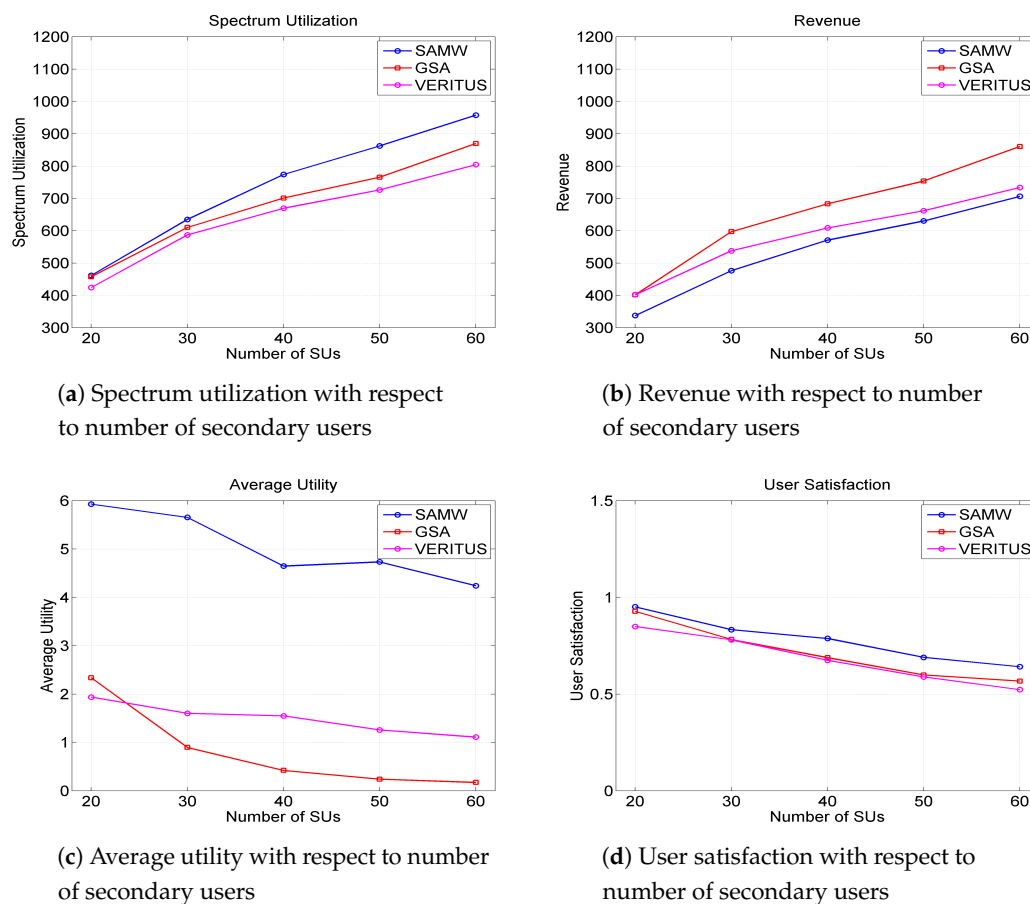 Spectrum Utilization
1200
1100
1000
900
800
700
600
500
400
300
Spectrum Utilization
SAMW
GSA
VERITUS
20 30 40 50 60
Number of SUs
(a) Spectrum utilization with respect
to number of secondary users
Revenue
1200
1100
1000
900
800
700
600
500
400
300
Revenue
SAMW
GSA
VERITUS
20 30 40 50 60
Number of SUs
(b) Revenue with respect to number
of secondary users
Average Utility
6
5
4
3
2
1
0
Average Utility
SAMW
GSA
VERITUS
20 30 40 50 60
Number of SUs
(c) Average utility with respect to number
of secondary users
User Satisfaction
1.5
1
0.5
0
User Satisfaction
SAMW
GSA
VERITUS
20 30 40 50 60
Number of SUs
(d) User satisfaction with respect to
number of secondary users